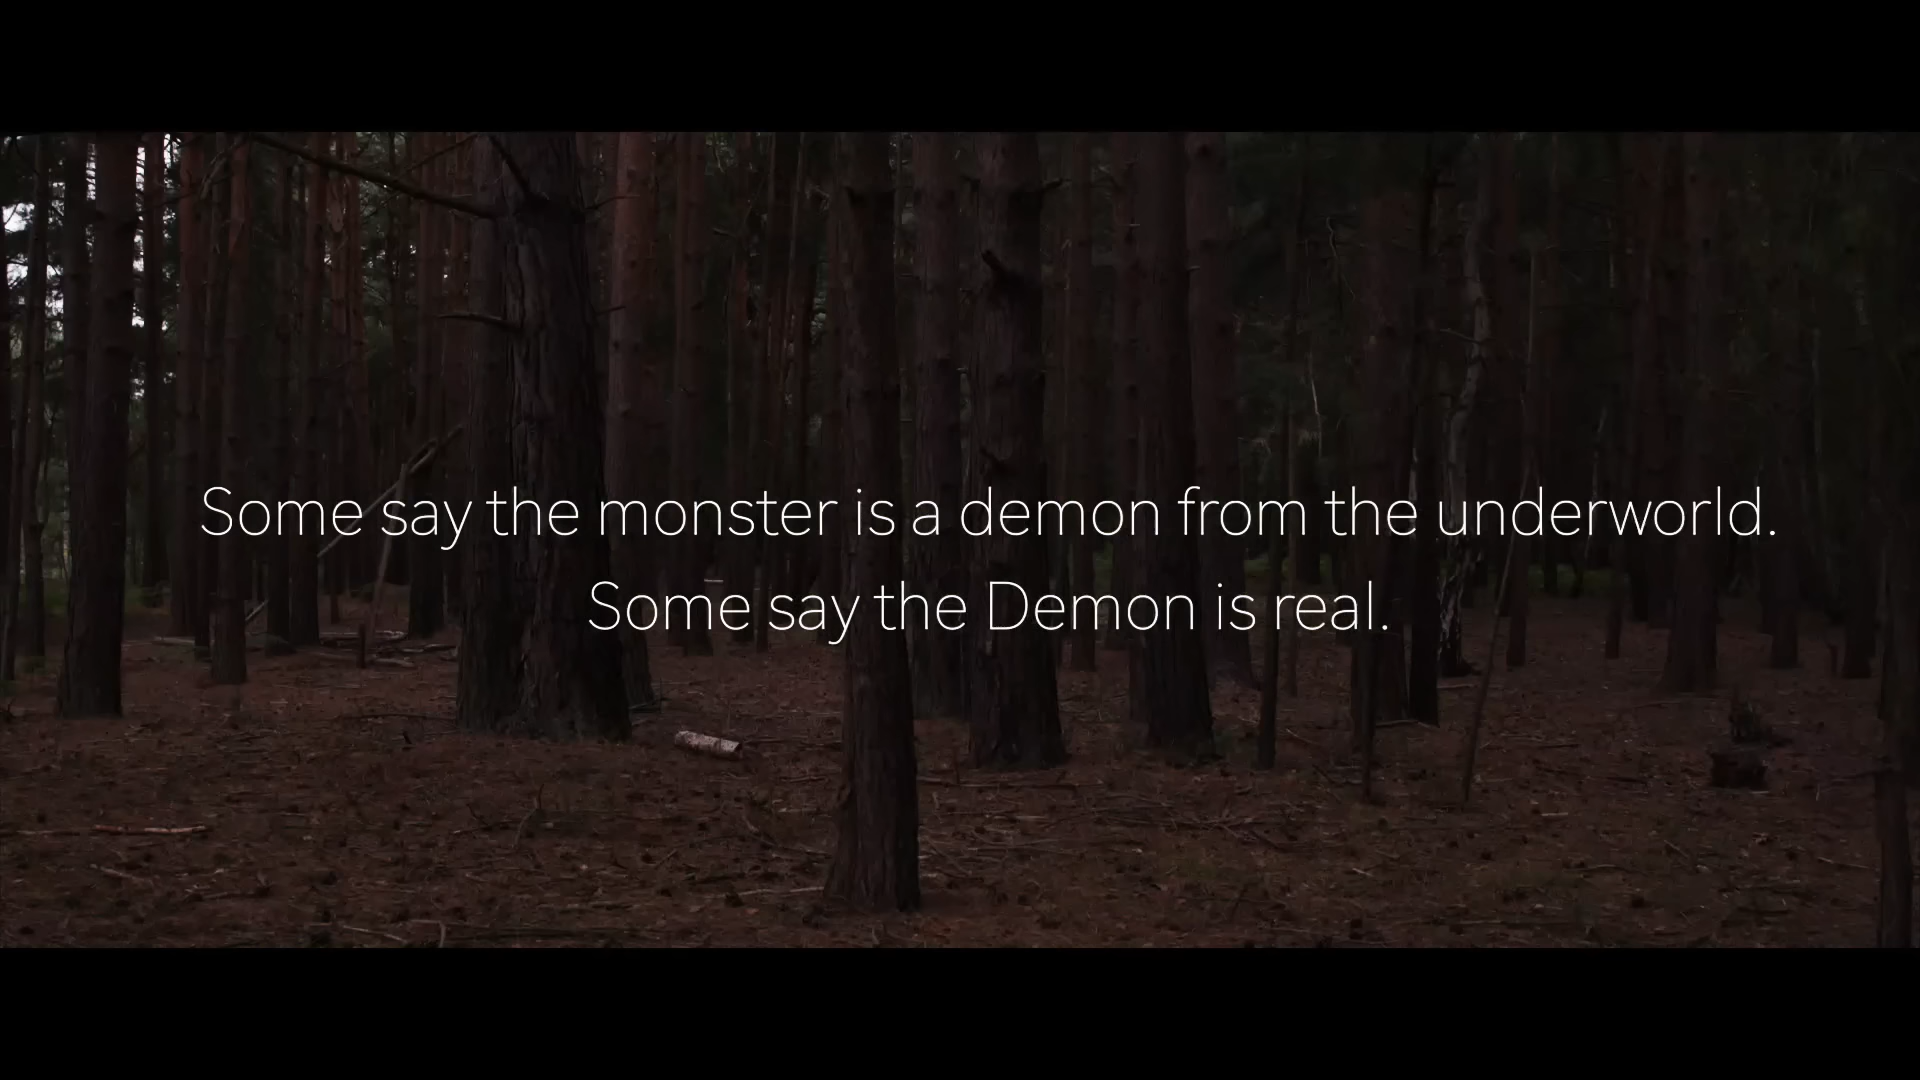 Some say the monster is a demon from the underworld.
Some say the Demon is real.